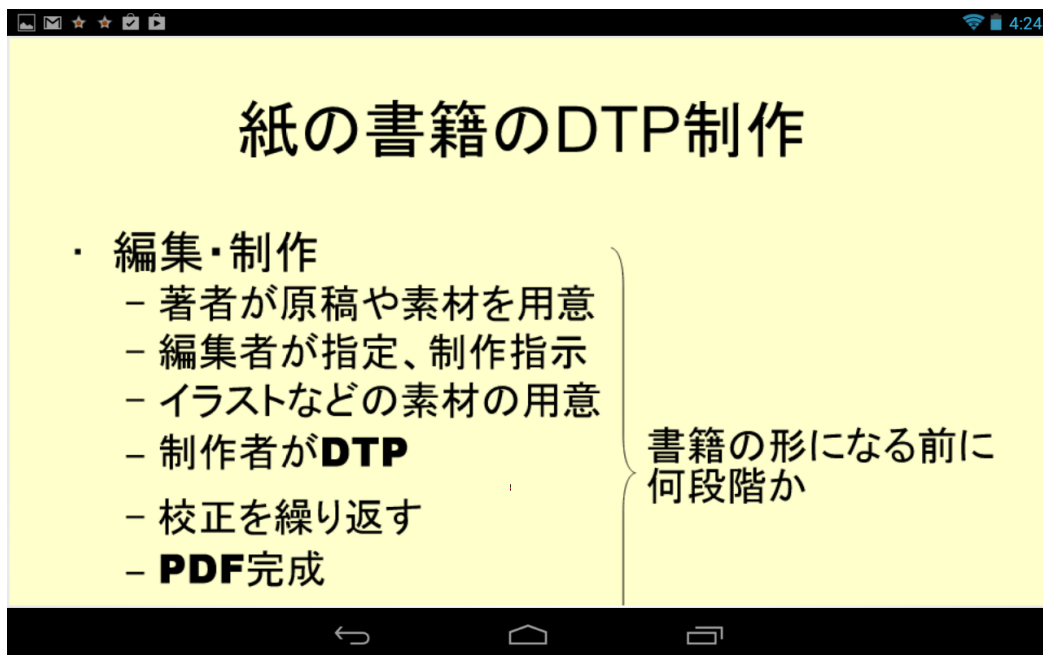 4:24
紙の書籍のDTP制作
・ 編集・制作
– 著者が原稿や素材を用意
– 編集者が指定、制作指示
– イラストなどの素材の用意
– 制作者がDTP
– 校正を繰り返す
– PDF完成
書籍の形になる前に
何段階か